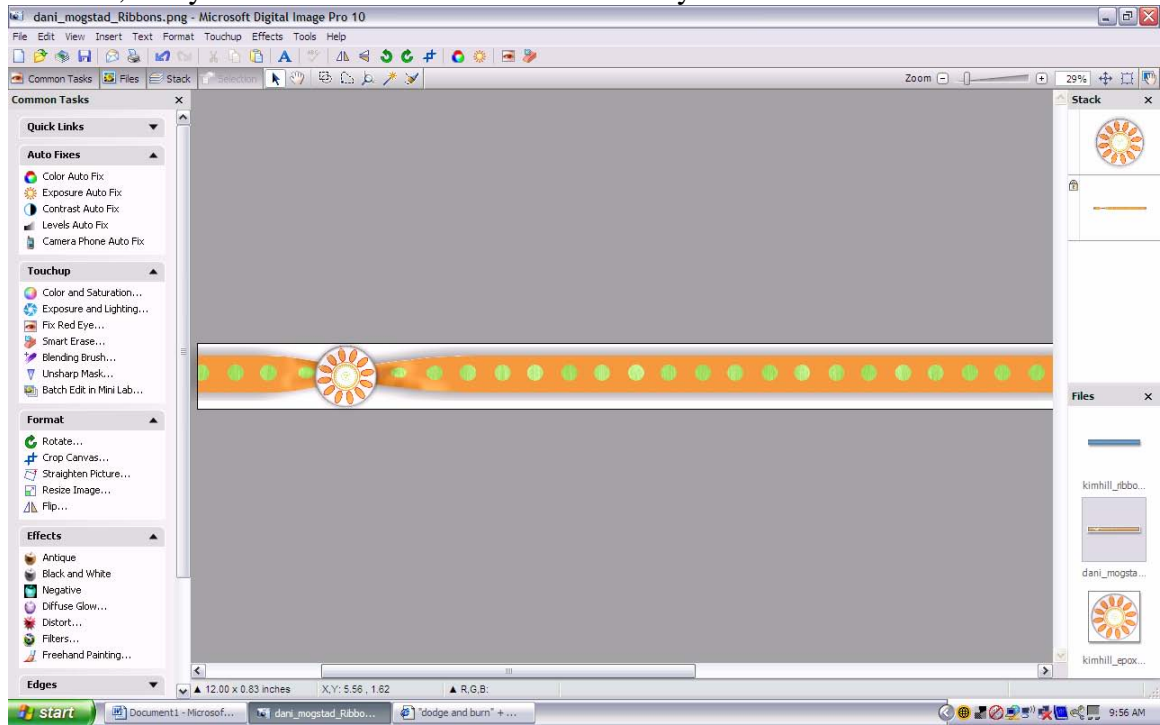 dani_mogstad_Ribbons.png - Microsoft Digital Image Pro 10
File Edit View Insert Text Format Touchup Effects Tools Help
Common Tasks Files Stack Selection Zoom 29%
Common Tasks x
Quick Links
Auto Fixes
Color Auto Fix
Exposure Auto Fix
Contrast Auto Fix
Levels Auto Fix
Camera Phone Auto Fix
Touchup
Color and Saturation...
Exposure and Lighting...
Fix Red Eye...
Smart Erase...
Blending Brush...
Unsharp Mask...
Batch Edit in Mini Lab...
Format
Rotate...
Crop Canvas...
Straighten Picture...
Resize Image...
Flip...
Effects
Antique
Black and White
Negative
Diffuse Glow...
Distort...
Filters...
Freehand Painting...
Edges
Stack x
Files x
kimhill_ribbo...
dani_mogsta...
kimhill_epox...
12.00 x 0.83 inches X,Y: 5.56 , 1.62 R,G,B:
start Document1 - Microsof... dani_mogstad_Ribbo... "dodge and burn" + ... 9:56 AM